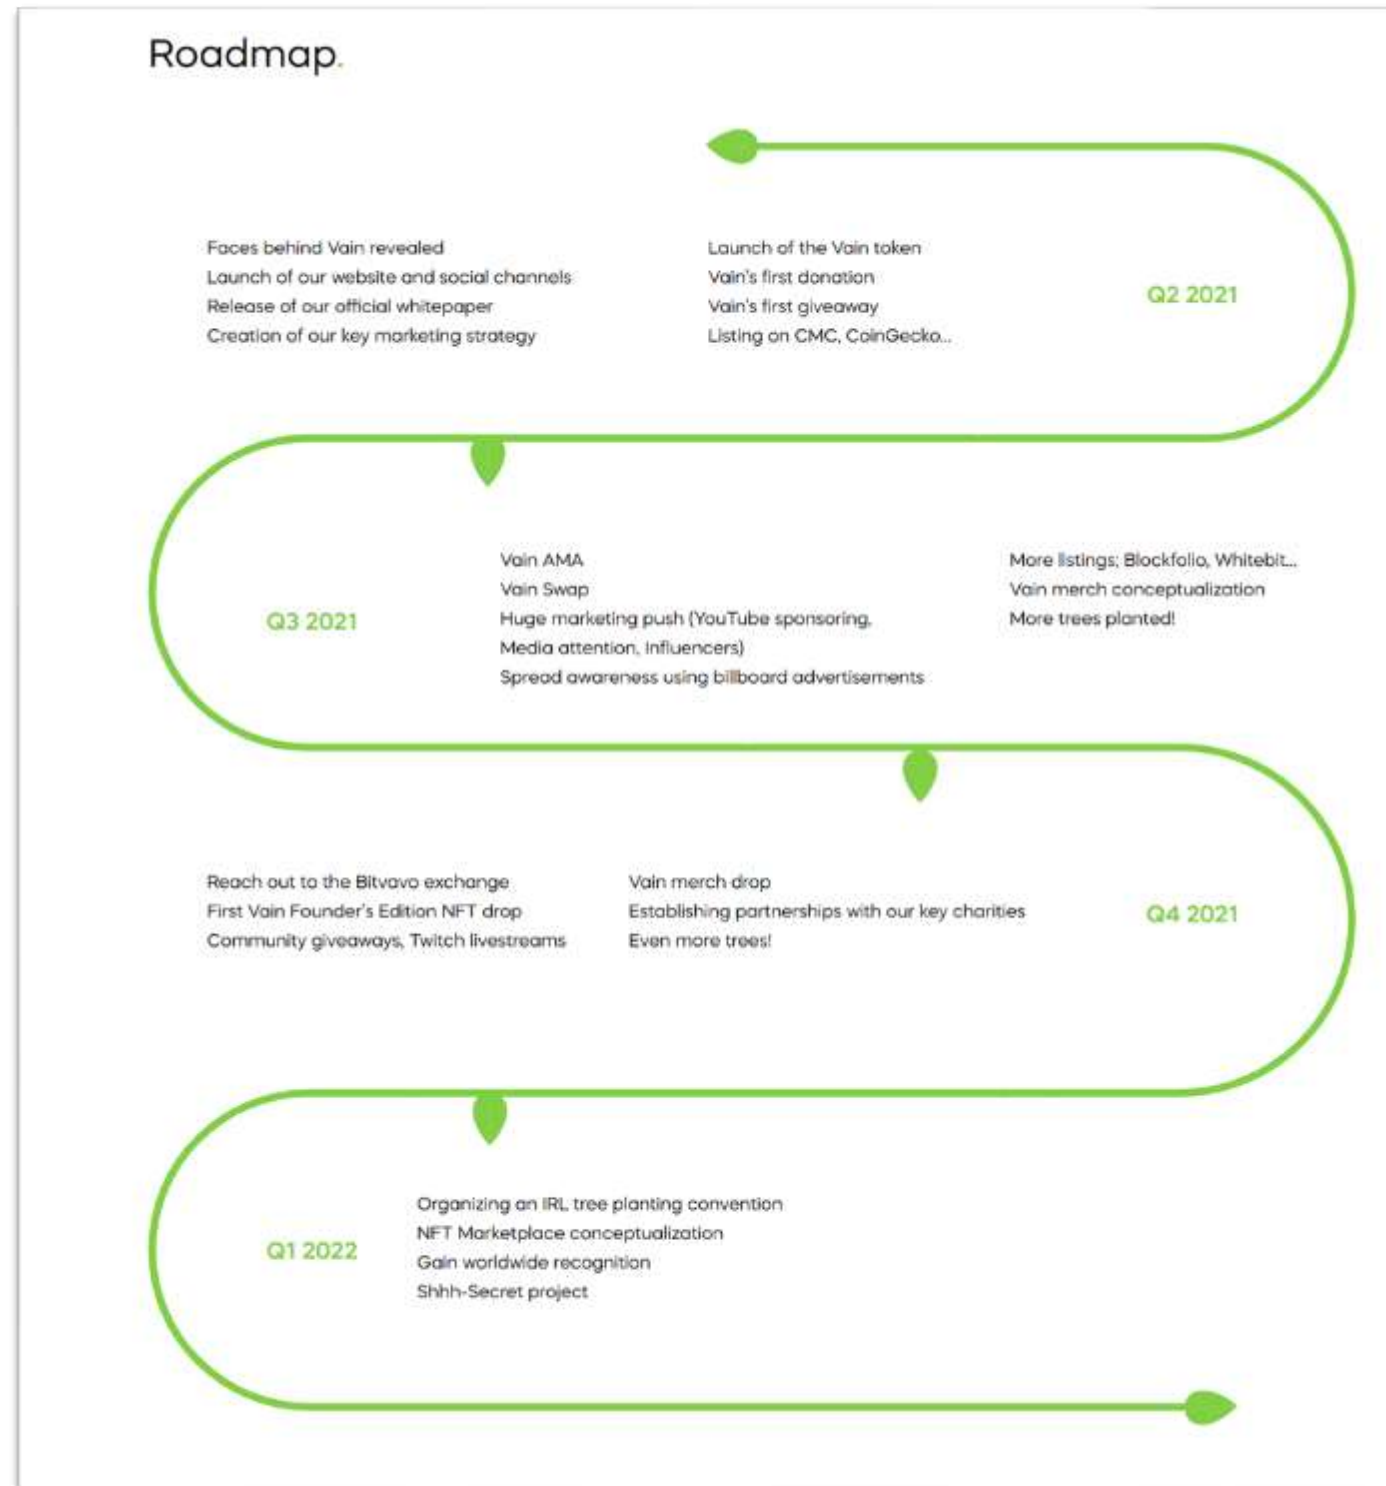 Roadmap.
Faces behind Vain revealed
Launch of our website and social channels
Release of our official whitepaper
Creation of our key marketing strategy
Launch of the Vain token
Vain's first donation
Vain's first giveaway
Listing on CMC, CoinGecko...
Q2 2021
Q3 2021
Vain AMA
Vain Swap
Huge marketing push (YouTube sponsoring,
Media attention, Influencers)
Spread awareness using billboard advertisements
More listings; Blockfolio, Whitebit...
Vain merch conceptualization
More trees planted!
Reach out to the Bitvavo exchange
First Vain Founder's Edition NFT drop
Community giveaways, Twitch livestreams
Vain merch drop
Establishing partnerships with our key charities
Even more trees!
Q4 2021
Q1 2022
Organizing an IRL tree planting convention
NFT Marketplace conceptualization
Gain worldwide recognition
Shhh-Secret project